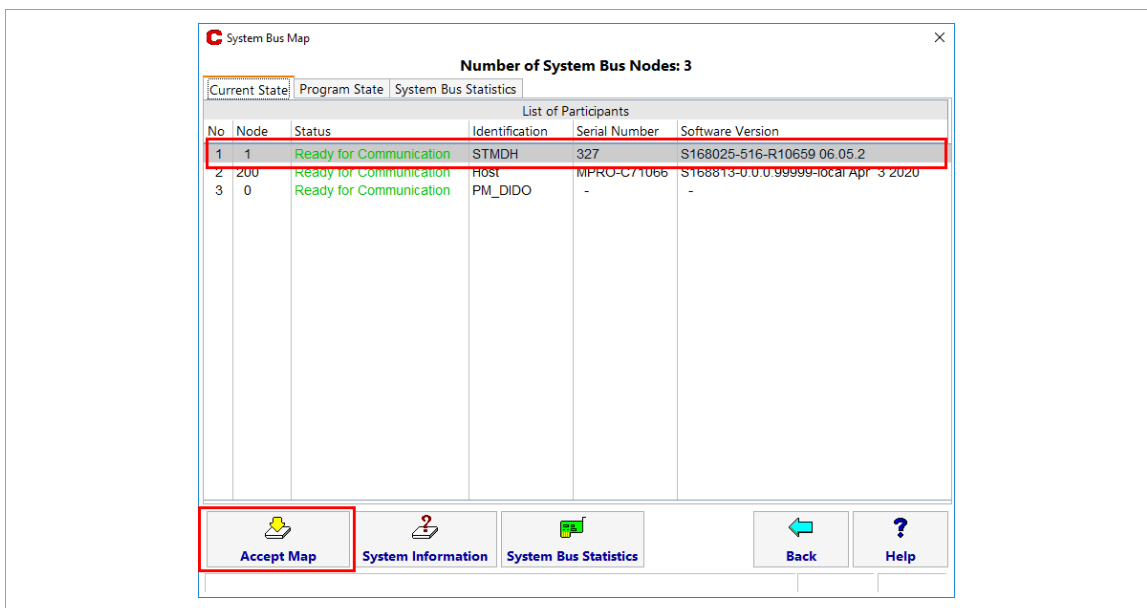 System Bus Map
Number of System Bus Nodes: 3
Current State Program State System Bus Statistics
List of Participants
No Node Status Identification Serial Number Software Version
1 1 Ready for Communication STMDH 327 S168025-516-R10659 06.05.2
2 200 Ready for Communication Host MPRO-C71066 S168813-0.0.0.99999-local Apr 3 2020
3 0 Ready for Communication PM_DIDO - -
Accept Map System Information System Bus Statistics Back Help